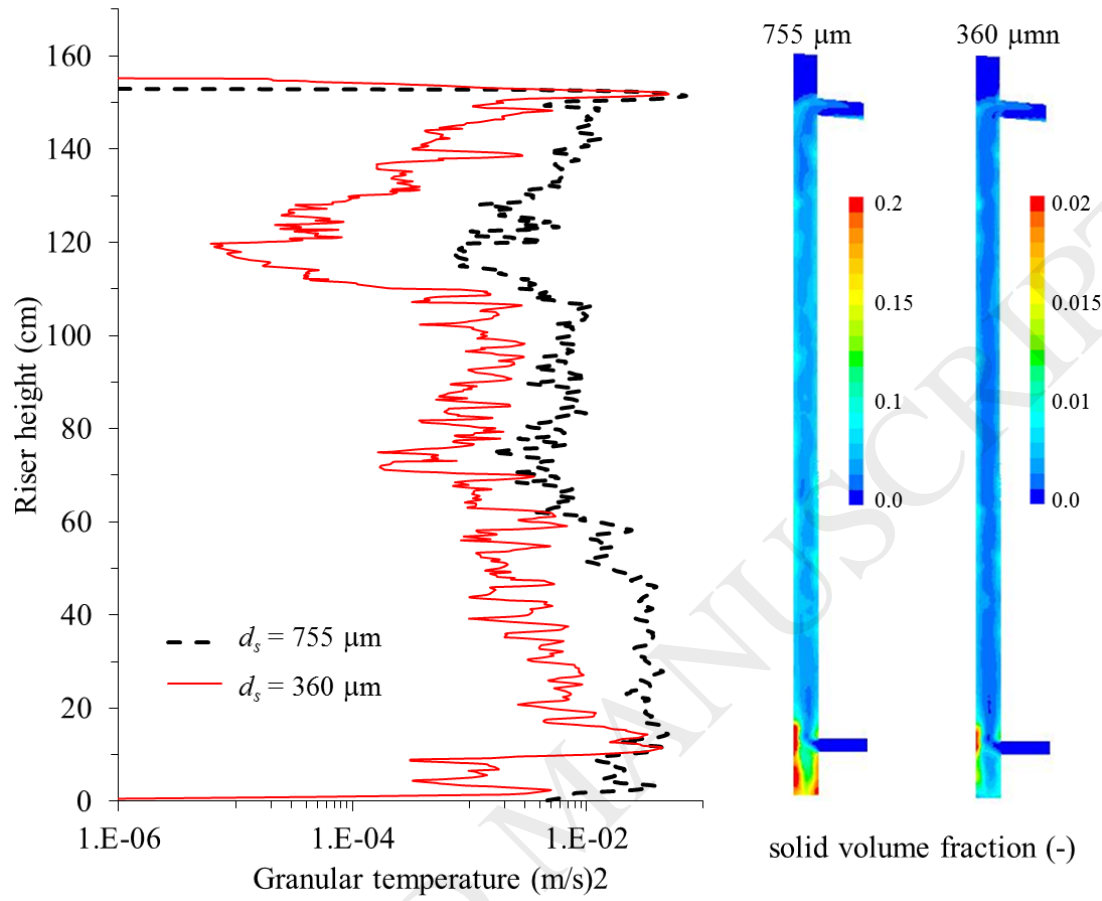 160
140
120
100
80
60
40
20
0
Riser height (cm)
1.E-06
1.E-04
1.E-02
Granular temperature (m/s)2
d_s = 755 μm
d_s = 360 μm
755 μm
360 μmn
0.2
0.15
0.1
0.0
0.02
0.015
0.01
0.0
solid volume fraction (-)
MANUSCRIPT